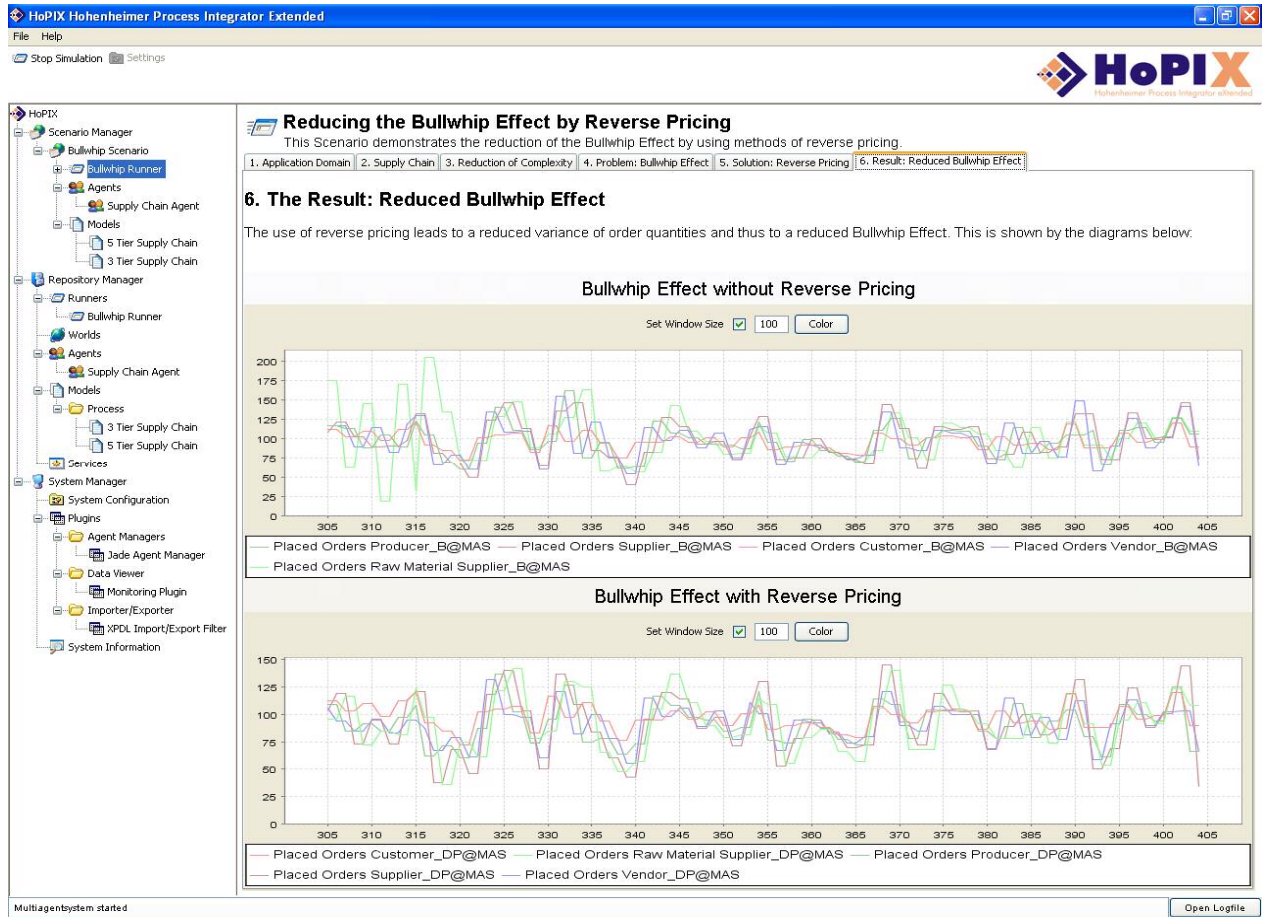 HoPIX Hohenheimer Process Integrator Extended
File Help
Stop Simulation Settings
HoPIX
Hohenheimer Process Integrator eXtended
HoPIX
Scenario Manager
Bullwhip Scenario
Bullwhip Runner
Agents
Supply Chain Agent
Models
5 Tier Supply Chain
3 Tier Supply Chain
Repository Manager
Runners
Bullwhip Runner
Worlds
Agents
Supply Chain Agent
Models
Process
3 Tier Supply Chain
5 Tier Supply Chain
Services
System Manager
System Configuration
Plugins
Agent Managers
Jade Agent Manager
Data Viewer
Monitoring Plugin
Importer/Exporter
XPDL Import/Export Filter
System Information
Reducing the Bullwhip Effect by Reverse Pricing
This Scenario demonstrates the reduction of the Bullwhip Effect by using methods of reverse pricing.
1. Application Domain 2. Supply Chain 3. Reduction of Complexity 4. Problem: Bullwhip Effect 5. Solution: Reverse Pricing 6. Result: Reduced Bullwhip Effect
6. The Result: Reduced Bullwhip Effect
The use of reverse pricing leads to a reduced variance of order quantities and thus to a reduced Bullwhip Effect. This is shown by the diagrams below:
Bullwhip Effect without Reverse Pricing
Set Window Size 100 Color
200
175
150
125
100
75
50
25
0
305 310 315 320 325 330 335 340 345 350 355 360 365 370 375 380 385 390 395 400 405
Placed Orders Producer_B@MAS Placed Orders Supplier_B@MAS Placed Orders Customer_B@MAS Placed Orders Vendor_B@MAS
Placed Orders Raw Material Supplier_B@MAS
Bullwhip Effect with Reverse Pricing
Set Window Size 100 Color
150
125
100
75
50
25
0
305 310 315 320 325 330 335 340 345 350 355 360 365 370 375 380 385 390 395 400 405
Placed Orders Customer_DP@MAS Placed Orders Raw Material Supplier_DP@MAS Placed Orders Producer_DP@MAS
Placed Orders Supplier_DP@MAS Placed Orders Vendor_DP@MAS
Multiagentsystem started
Open Logfile